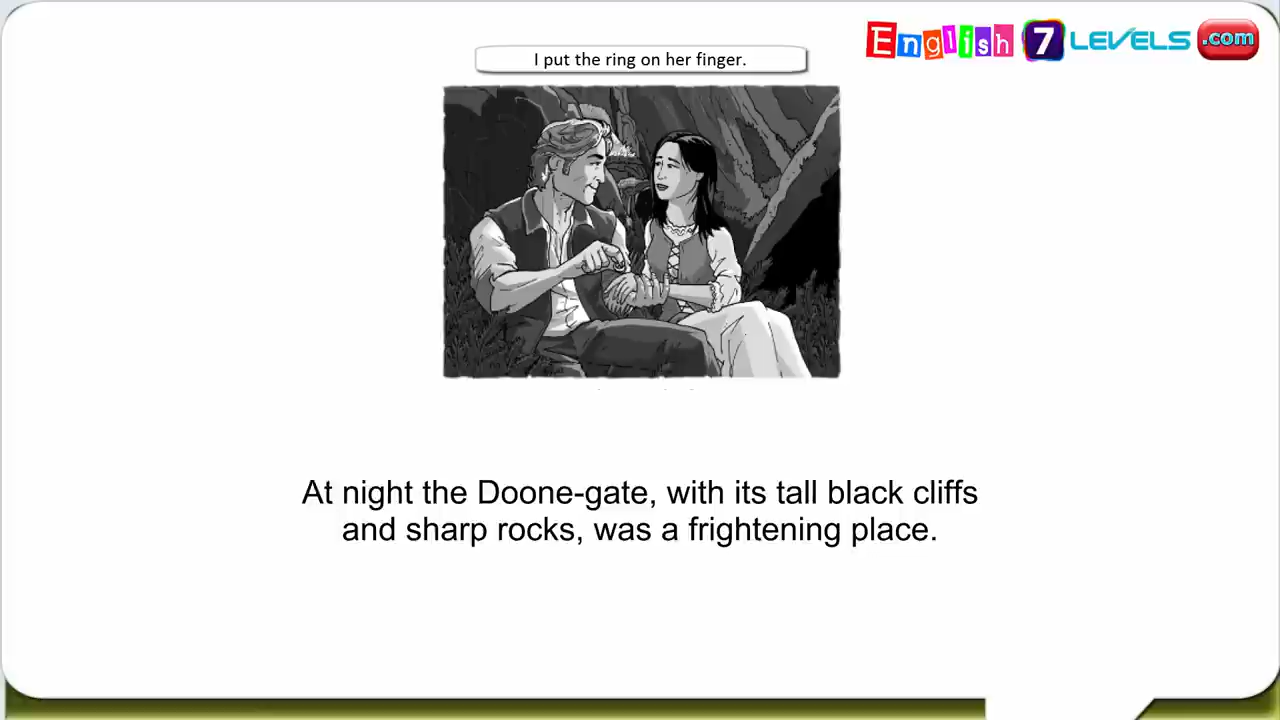 English 7 LEVELS .com
I put the ring on her finger.
At night the Doone-gate, with its tall black cliffs
and sharp rocks, was a frightening place.